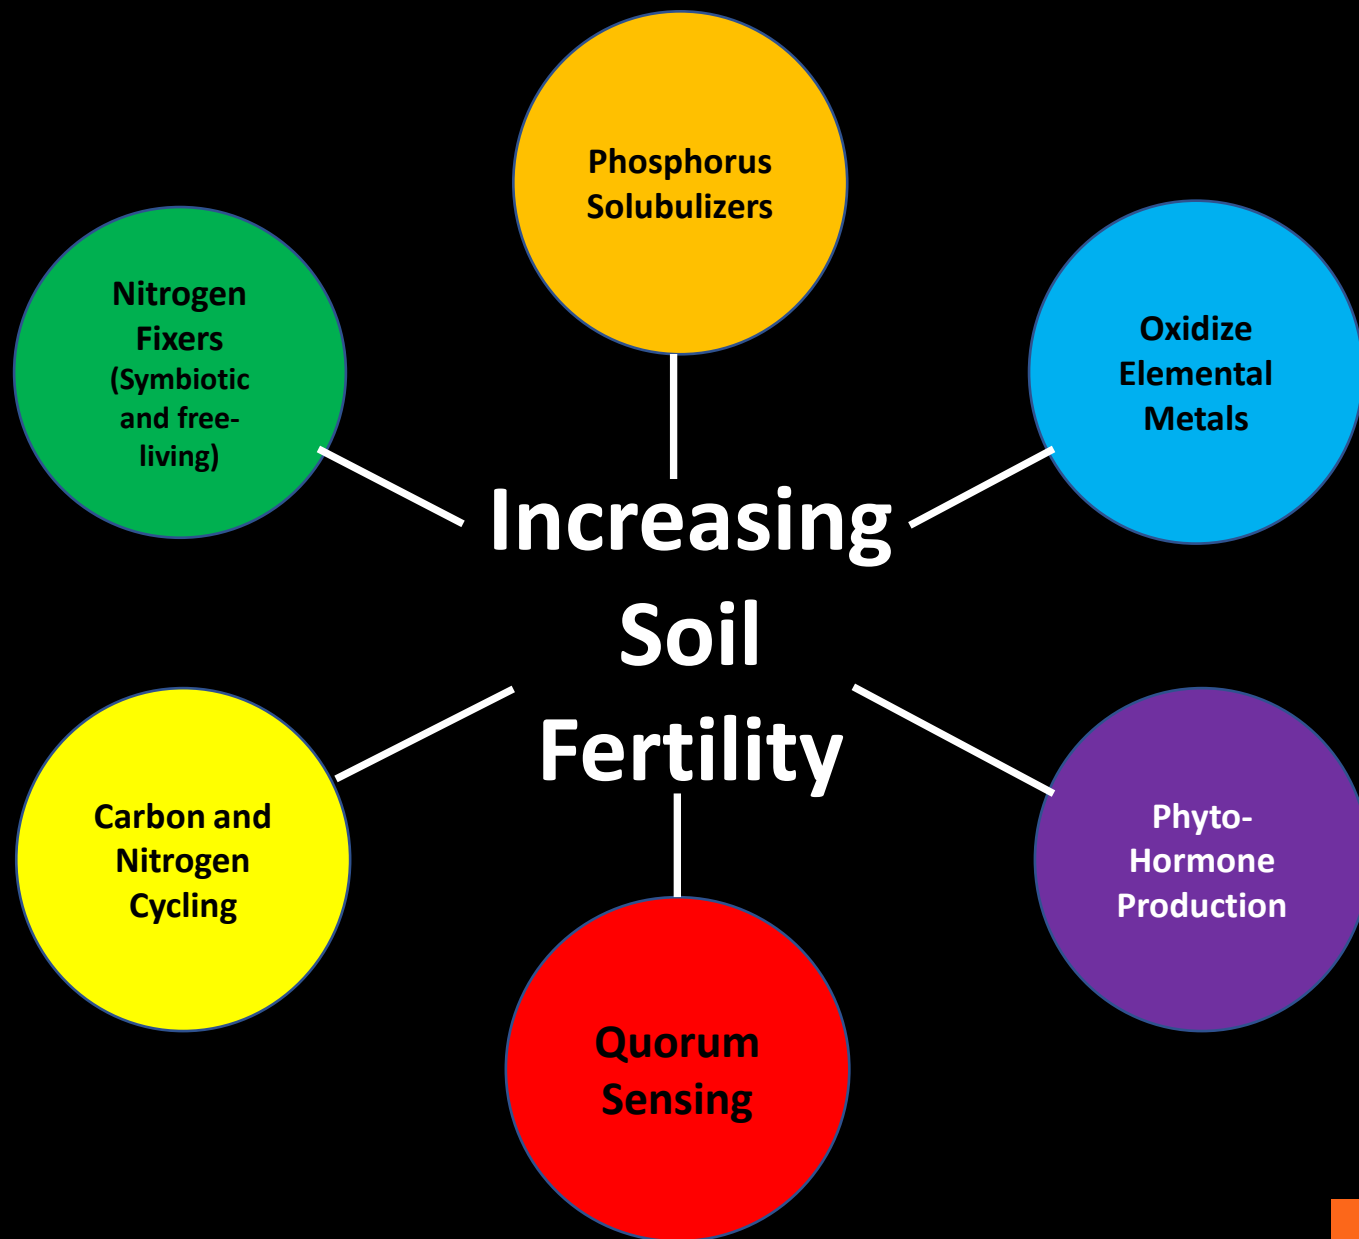 Phosphorus
Solubulizers
Nitrogen
Fixers
(Symbiotic
and free-
living)
Oxidize
Elemental
Metals
Increasing
Soil
Fertility
Carbon and
Nitrogen
Cycling
Phyto-
Hormone
Production
Quorum
Sensing